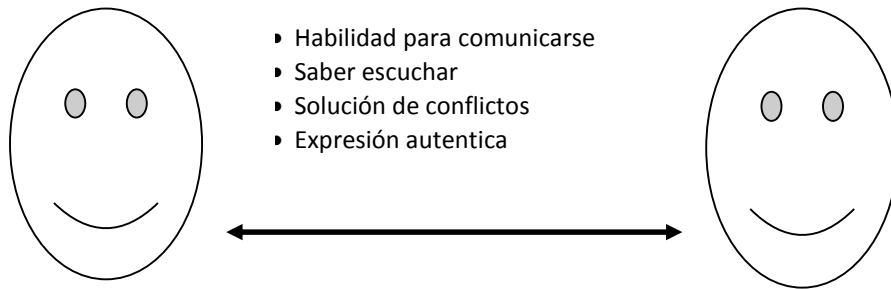 Habilidad para comunicarse
Saber escuchar
Solución de conflictos
Expresión autentica